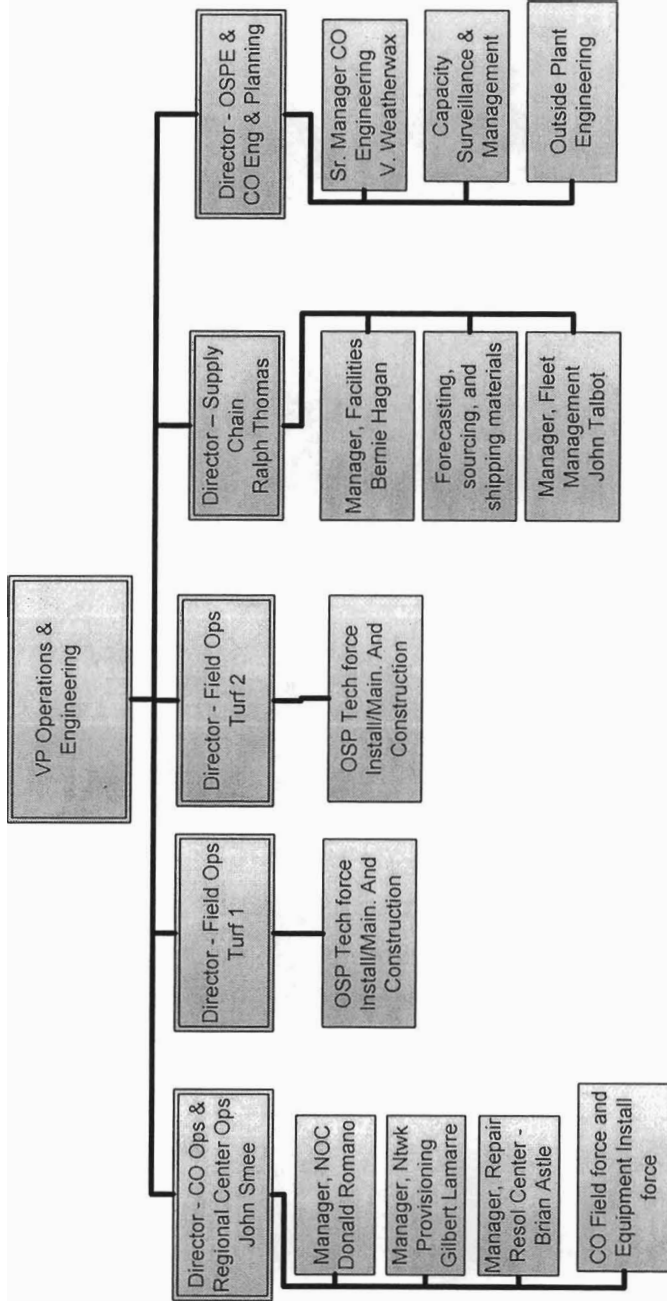 VP Operations &
Engineering
Director - CO Ops &
Regional Center Ops
John Smee
Manager, NOC
Donald Romano
Manager, Ntwk
Provisioning
Gilbert Lamarre
Manager, Repair
Resol Center -
Brian Astle
CO Field force and
Equipment Install
force
Director - Field Ops
Turf 1
OSP Tech force
Install/Main. And
Construction
Director - Field Ops
Turf 2
OSP Tech force
Install/Main. And
Construction
Director – Supply
Chain
Ralph Thomas
Manager, Facilities
Bernie Hagan
Forecasting,
sourcing, and
shipping materials
Manager, Fleet
Management
John Talbot
Director - OSPE &
CO Eng & Planning
Sr. Manager CO
Engineering
V. Weatherwax
Capacity
Surveillance &
Management
Outside Plant
Engineering